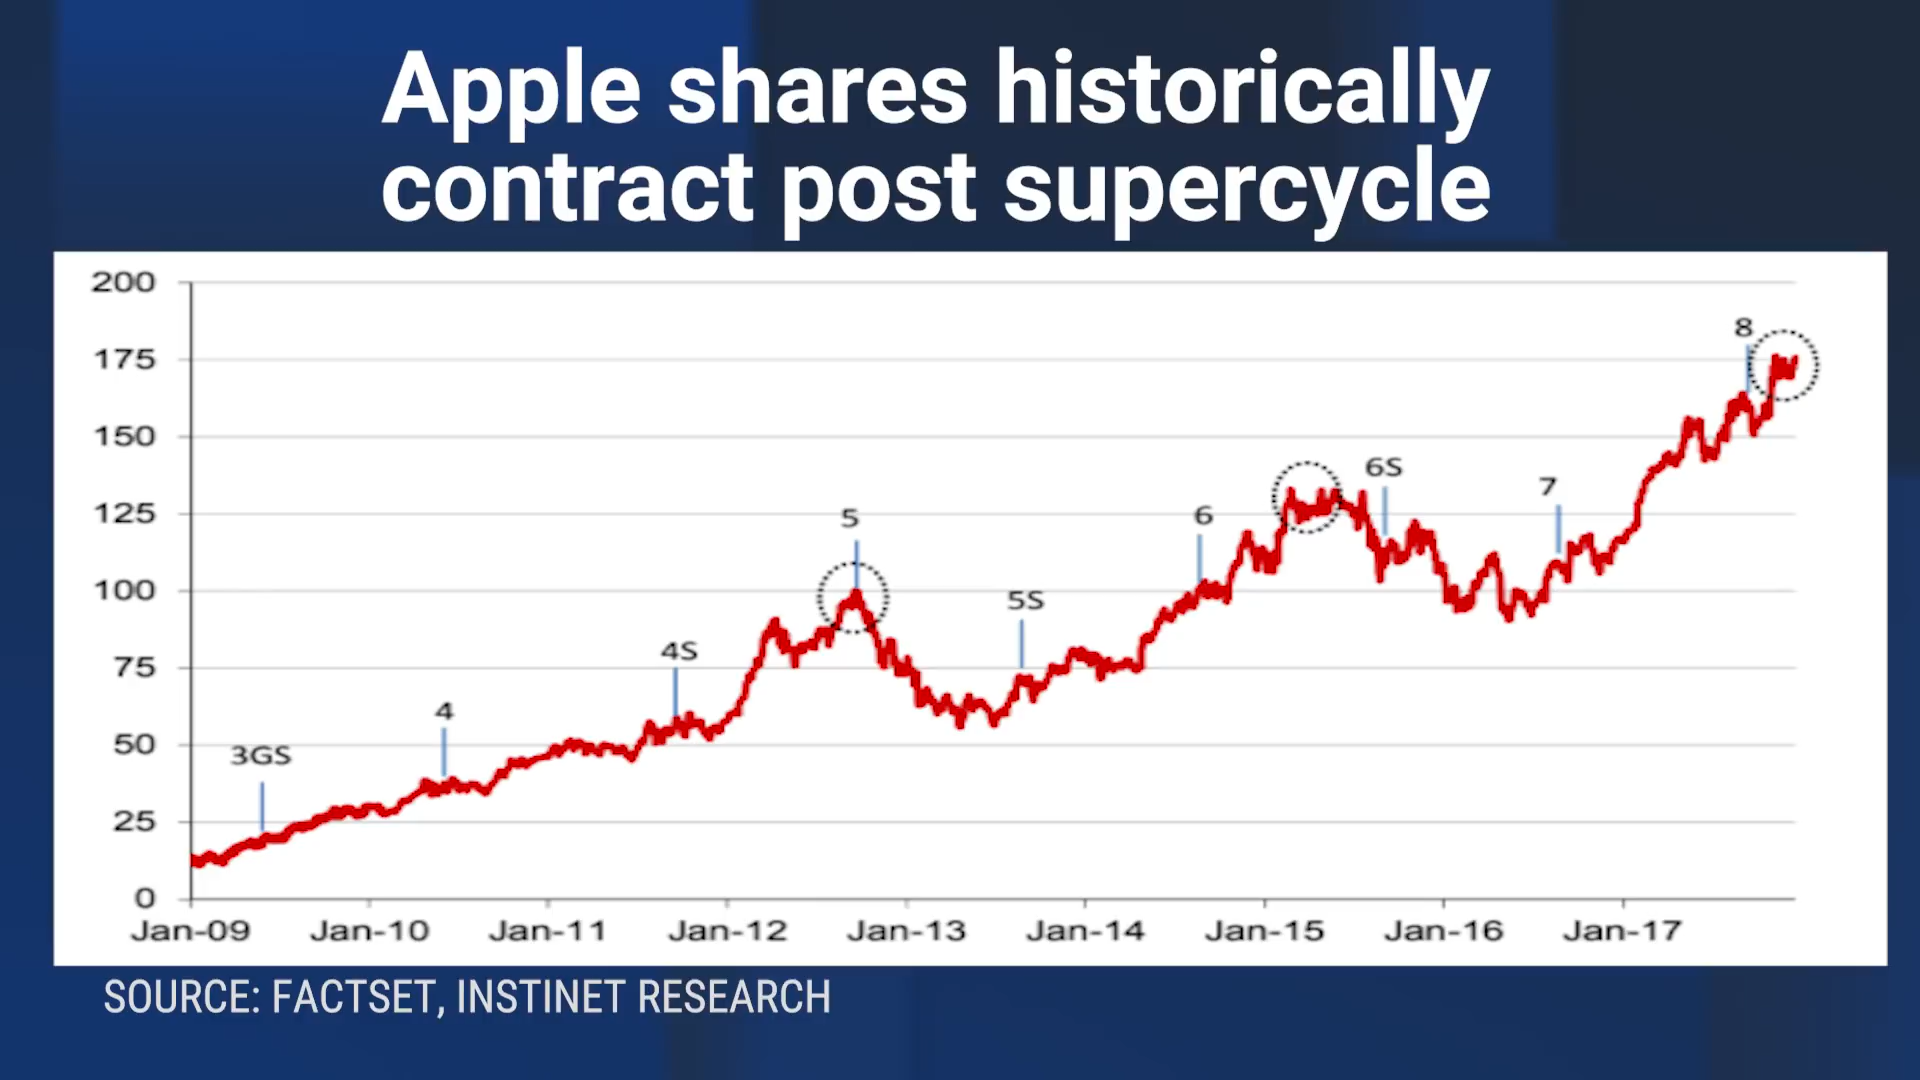 Apple shares historically
contract post supercycle
200
175
150
125
100
75
50
25
0
3GS
4
4S
5
5S
6
6S
7
8
Jan-09 Jan-10 Jan-11 Jan-12 Jan-13 Jan-14 Jan-15 Jan-16 Jan-17
SOURCE: FACTSET, INSTINET RESEARCH